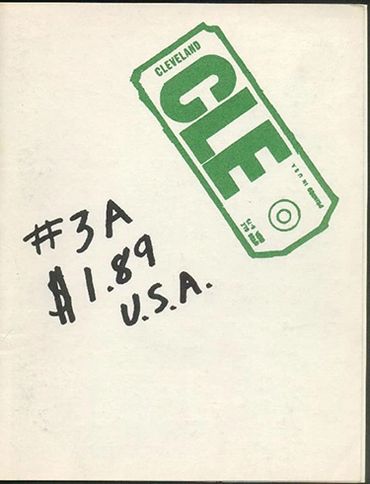 CLEVELAND
CLE
#3A
$1.89
U.S.A.